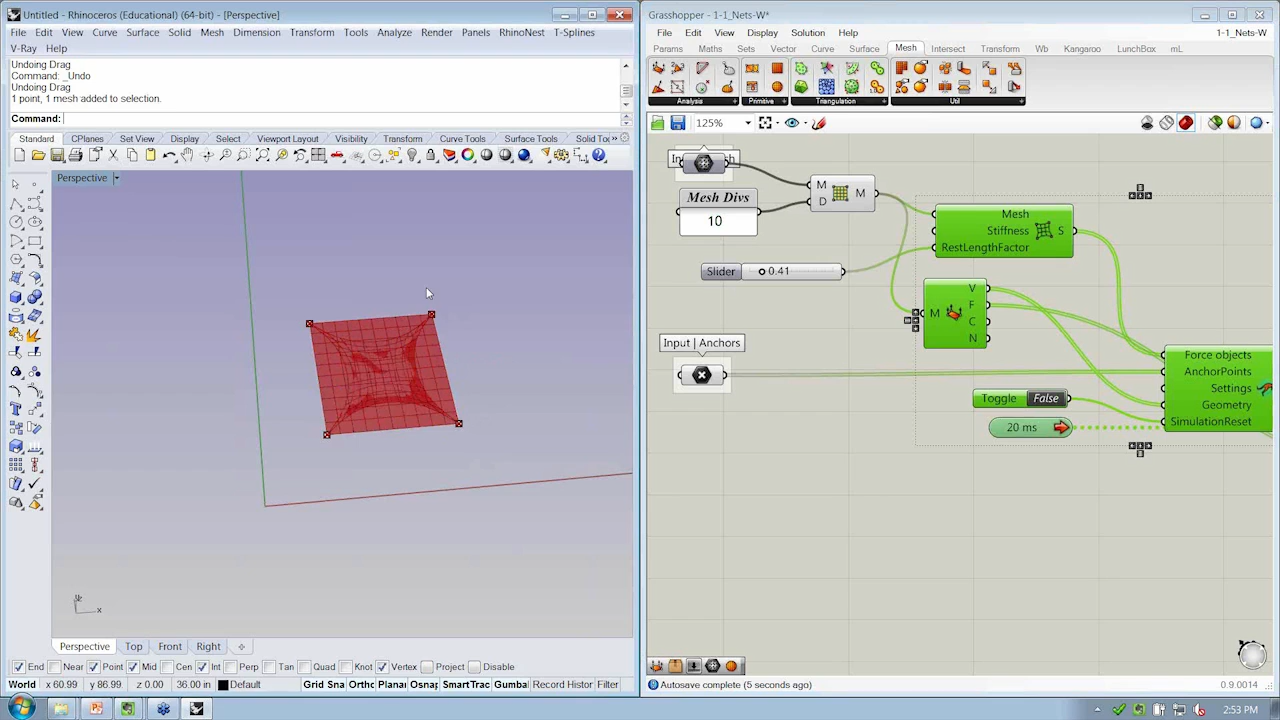 Untitled - Rhinoceros (Educational) (64-bit) - [Perspective]
File Edit View Curve Surface Solid Mesh Dimension Transform Tools Analyze Render Panels RhinoNest T-Splines
V-Ray Help
Undoing Drag
Command: _Undo
Undoing Drag
1 point, 1 mesh added to selection.
Command:
Standard CPlanes Set View Display Select Viewport Layout Visibility Transform Curve Tools Surface Tools Solid To
Perspective
y
x
Perspective Top Front Right
End Near Point Mid Cen Int Perp Tan Quad Knot Vertex Project Disable
World x 60.99 y 86.99 z 0.00 36.00 in Default Grid Sna Ortho Planar Osnap SmartTrac Gumba Record Histor Filter
Grasshopper - 1-1_Nets-W*
File Edit View Display Solution Help 1-1_Nets-W
Params Maths Sets Vector Curve Surface Mesh Intersect Transform Wb Kangaroo LunchBox mL
Analysis Primitive Triangulation Util
125%
Mesh Divs
10
M
D
M
Slider 0.41
Mesh
Stiffness
RestLengthFactor
S
M
V
F
C
N
Input | Anchors
Toggle False
20 ms
Force objects
AnchorPoints
Settings
Geometry
SimulationReset
Autosave complete (5 seconds ago)
0.9.0014
2:53 PM